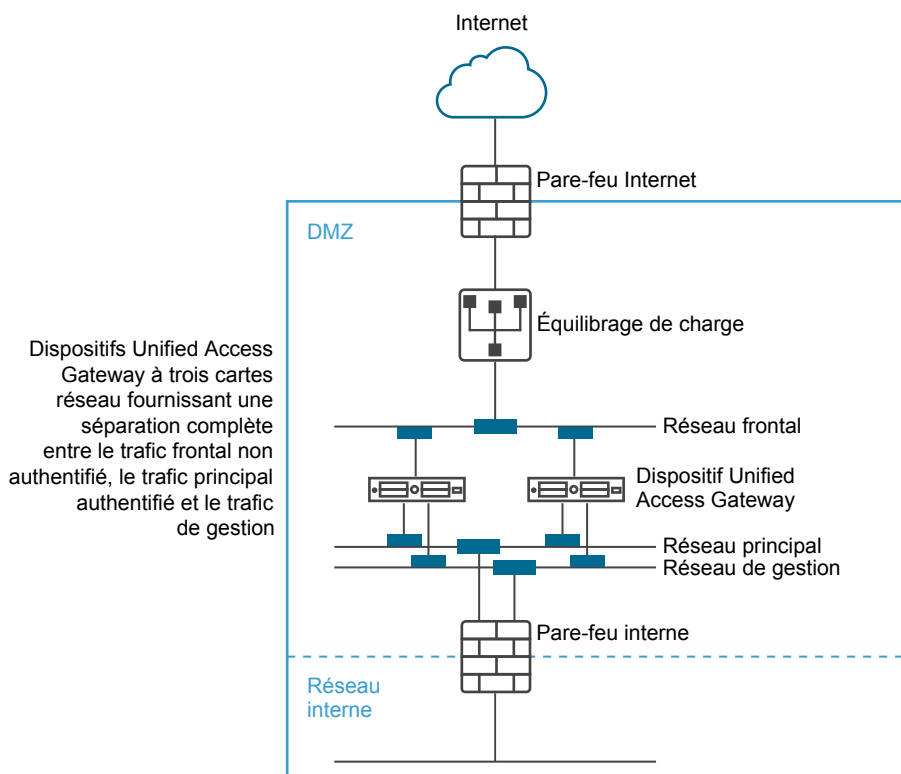 Internet
Pare-feu Internet
DMZ
Équilibrage de charge
Dispositifs Unified Access
Gateway à trois cartes
réseau fournissant une
séparation complète
entre le trafic frontal non
authentifié, le trafic principal
authentifié et le trafic
de gestion
Réseau frontal
Dispositif Unified
Access Gateway
Réseau principal
Réseau de gestion
Pare-feu interne
Réseau
interne